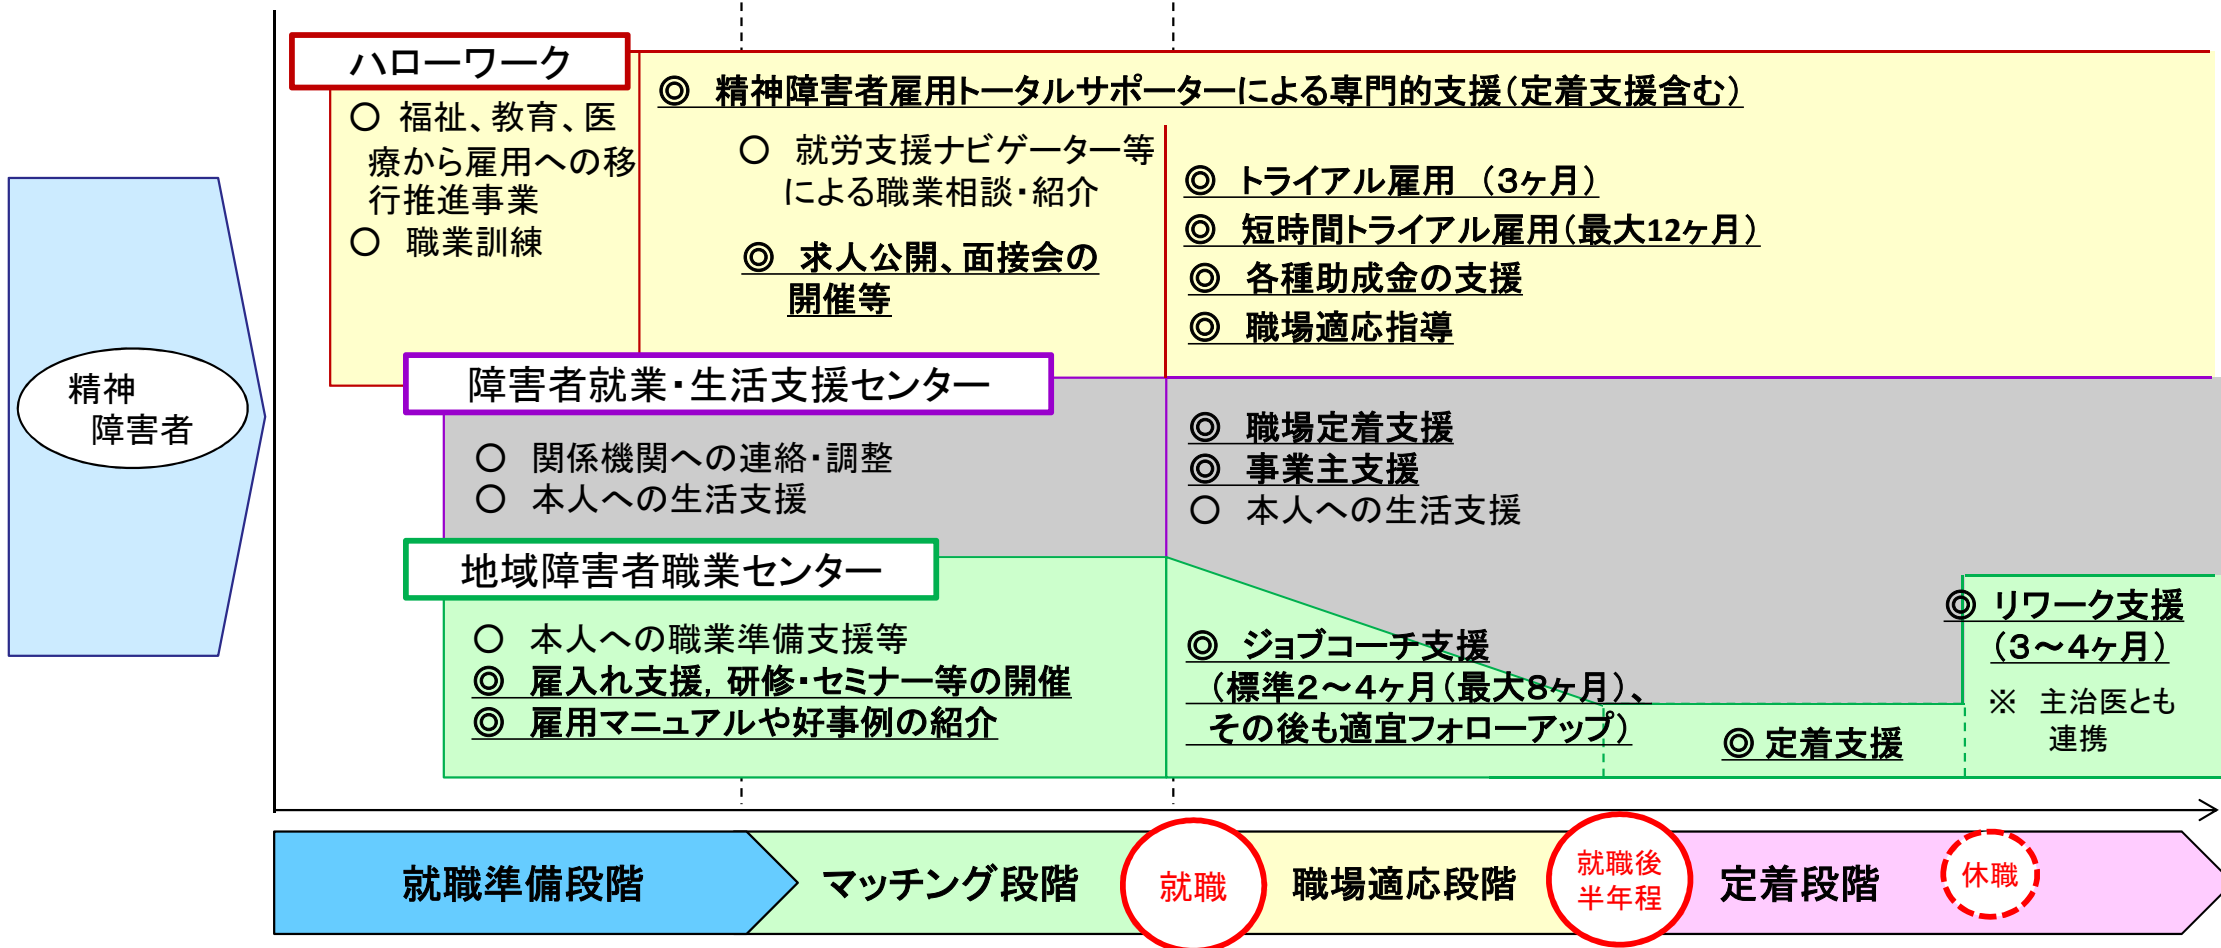 ハローワーク
○ 福祉、教育、医
療から雇用への移
行推進事業
○ 職業訓練
◎ 精神障害者雇用トータルサポーターによる専門的支援(定着支援含む)
○ 就労支援ナビゲーター等
による職業相談・紹介
◎ 求人公開、面接会の
開催等
◎ トライアル雇用 (3ヶ月)
◎ 短時間トライアル雇用(最大12ヶ月)
◎ 各種助成金の支援
◎ 職場適応指導
精神
障害者
障害者就業・生活支援センター
○ 関係機関への連絡・調整
○ 本人への生活支援
◎ 職場定着支援
◎ 事業主支援
○ 本人への生活支援
地域障害者職業センター
○ 本人への職業準備支援等
◎ 雇入れ支援,研修・セミナー等の開催
◎ 雇用マニュアルや好事例の紹介
◎ ジョブコーチ支援
(標準2～4ヶ月(最大8ヶ月)、
その後も適宜フォローアップ)
◎ 定着支援
◎ リワーク支援
(3～4ヶ月)
※ 主治医とも
連携
就職準備段階
マッチング段階
就職
職場適応段階
就職後
半年程
定着段階
休職